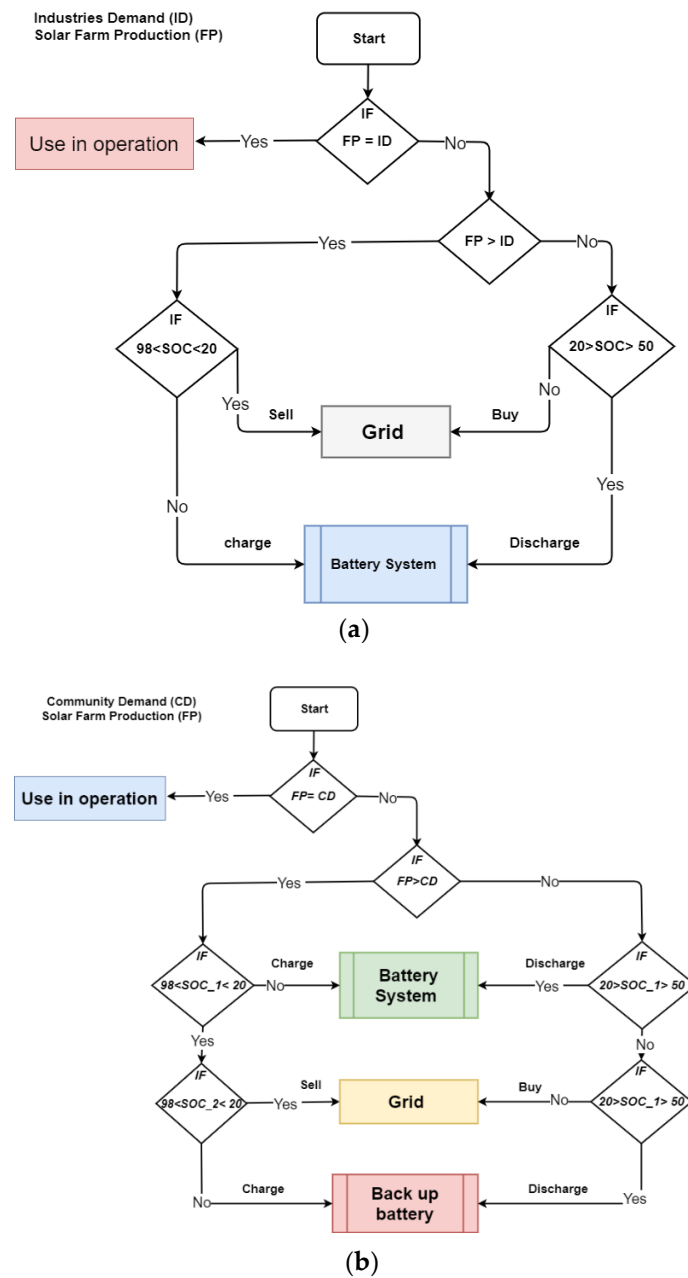 Industries Demand (ID)
Solar Farm Production (FP)
Start
IF
FP = ID
Use in operation
Yes
No
FP > ID
Yes
No
IF
98<SOC<20
IF
20>SOC> 50
Yes
Sell
Grid
Buy
No
No
Yes
charge
Battery System
Discharge
(a)
Community Demand (CD)
Solar Farm Production (FP)
Start
IF
FP= CD
Use in operation
Yes
No
IF
FP>CD
Yes
No
IF
98<SOC_1< 20
No
Charge
Battery
System
Discharge
Yes
IF
20>SOC_1> 50
Yes
No
IF
98<SOC_2< 20
Yes
Sell
Grid
Buy
No
IF
20>SOC_1> 50
No
Charge
Back up
battery
Discharge
Yes
(b)